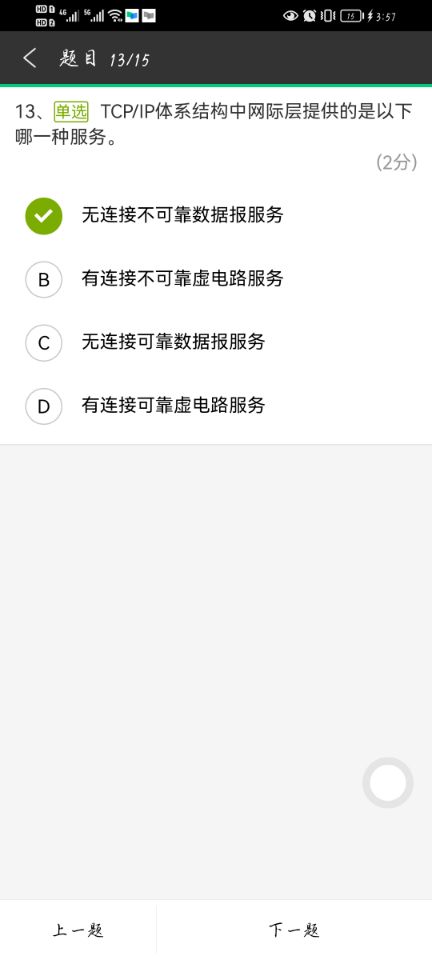 HD 1 4G 5G 15 3:57
HD 2
题目 13/15
13、单选 TCP/IP体系结构中网际层提供的是以下
哪一种服务。
(2分)
无连接不可靠数据报服务
B 有连接不可靠虚电路服务
C 无连接可靠数据报服务
D 有连接可靠虚电路服务
上一题 下一题